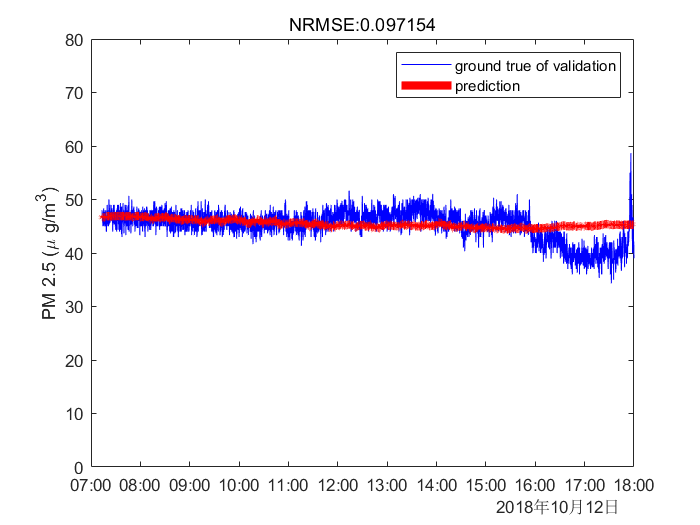 NRMSE:0.097154
ground true of validation
prediction
PM 2.5 (μ g/m³)
80
70
60
50
40
30
20
10
0
07:00 08:00 09:00 10:00 11:00 12:00 13:00 14:00 15:00 16:00 17:00 18:00
2018年10月12日